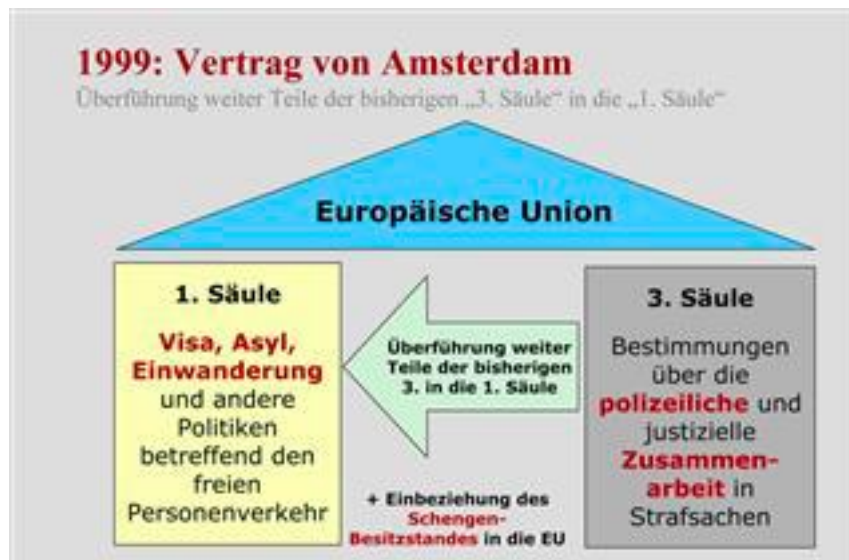 1999: Vertrag von Amsterdam
Überführung weiter Teile der bisherigen „3. Säule“ in die „1. Säule“
Europäische Union
1. Säule
Visa, Asyl,
Einwanderung
und andere
Politiken
betreffend den
freien
Personenverkehr
Überführung weiter
Teile der bisherigen
3. in die 1. Säule
+ Einbeziehung des
Schengen-
Besitzstandes in die EU
3. Säule
Bestimmungen
über die
polizeiliche und
justizielle
Zusammen-
arbeit in
Strafsachen